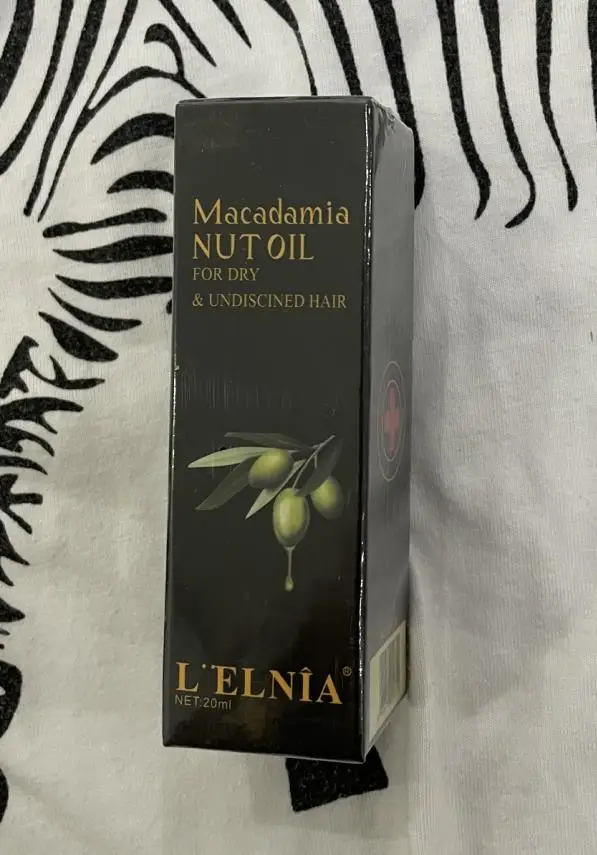 Macadamia
NUT OIL
FOR DRY
& UNDISCINED HAIR
L¨ELNÎA®
NET:20ml